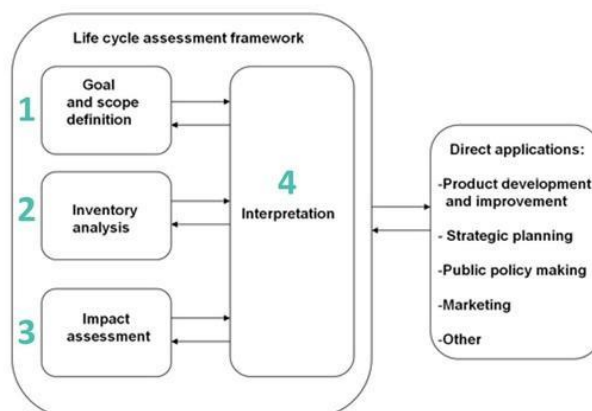 Life cycle assessment framework
1
Goal
and scope
definition
2
Inventory
analysis
3
Impact
assessment
4
Interpretation
Direct applications:
-Product development
and improvement
- Strategic planning
-Public policy making
-Marketing
-Other